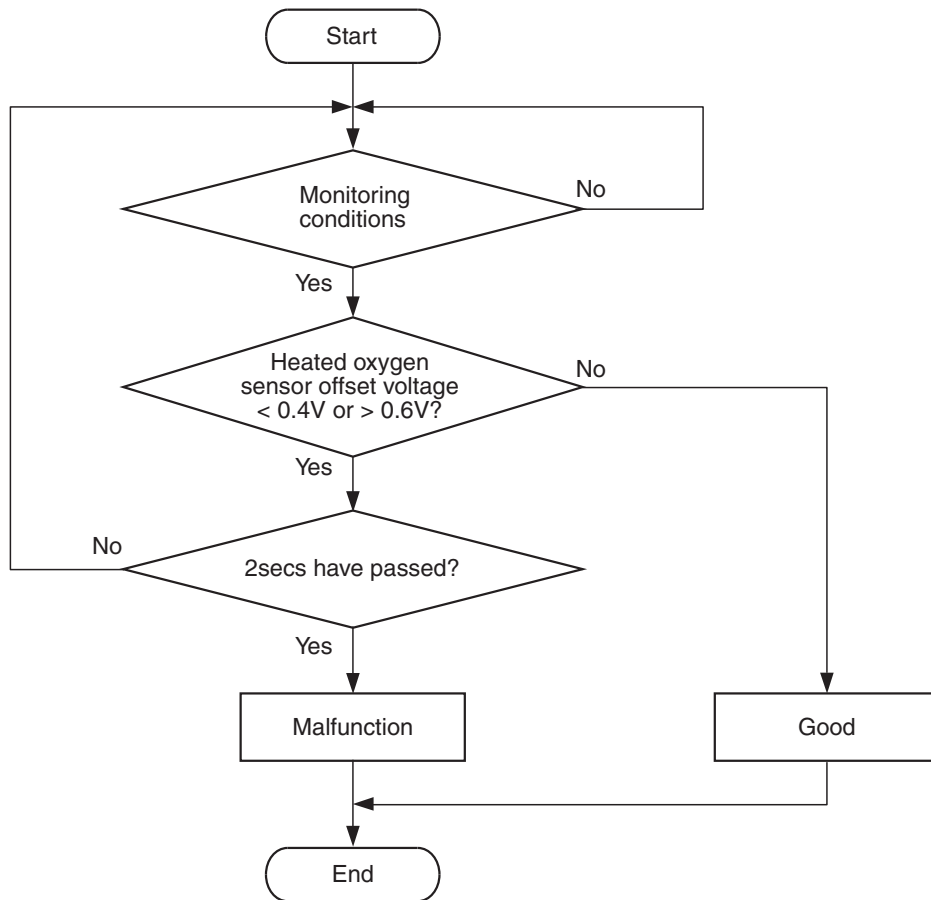 Start
Monitoring
conditions
No
Yes
Heated oxygen
sensor offset voltage
< 0.4V or > 0.6V?
No
Yes
No
2secs have passed?
Yes
Malfunction
Good
End